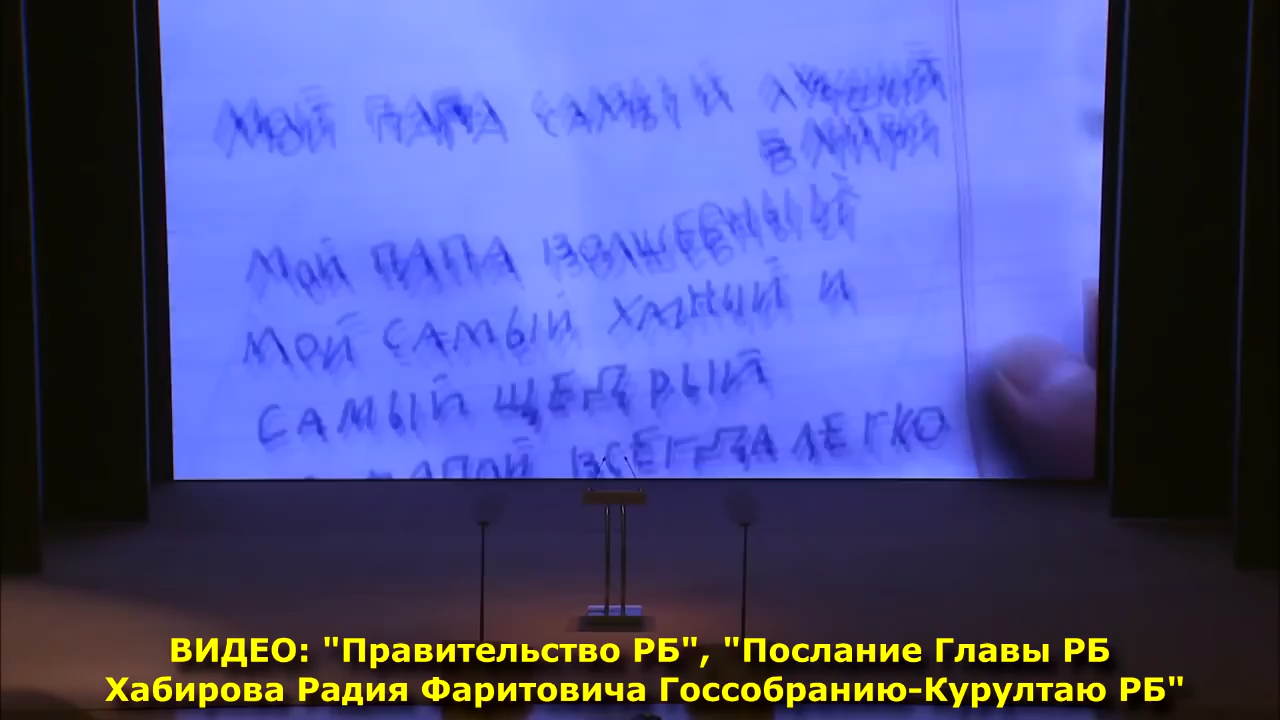 МОЙ ПАПА САМЫЙ ЛУЧШИЙ
В МИРЕ
МОЙ ПАПА ВОЛШЕБНЫЙ
МОЙ САМЫЙ И
САМЫЙ ЩЕДРЫЙ
ПАПОЙ ВСЕГДА ЛЕГКО
ВИДЕО: "Правительство РБ", "Послание Главы РБ
Хабирова Радия Фаритовича Госсобранию-Курултаю РБ"